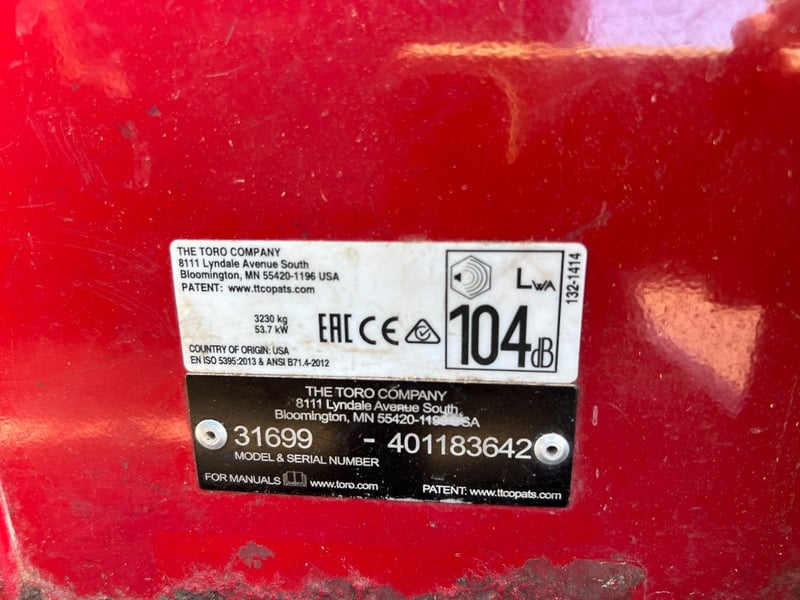 THE TORO COMPANY
8111 Lyndale Avenue South
Bloomington, MN 55420-1196 USA
PATENT: www.ttcopats.com
3230 kg
53.7 kW
EAC CE
LWA
104dB
132-1414
COUNTRY OF ORIGIN: USA
EN ISO 5395:2013 & ANSI B71.4-2012
THE TORO COMPANY
8111 Lyndale Avenue South
Bloomington, MN 55420-1196 USA
31699 - 401183642
MODEL & SERIAL NUMBER
FOR MANUALS www.toro.com
PATENT: www.ttcopats.com